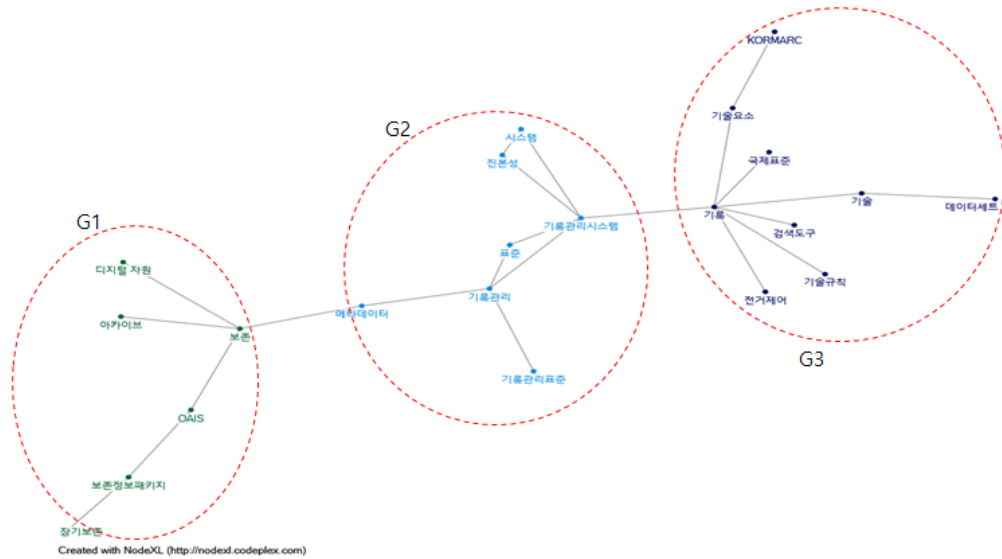 G1
디지털 자원
아카이브
보존
OAIS
보존정보패키지
장기보존
G2
시스템
진본성
기록관리시스템
표준
기록관리
메타데이터
기록관리표준
G3
KORMARC
기술요소
국제표준
기록
기술
데이터세트
검색도구
기술규칙
전거제어
Created with NodeXL (http://nodexl.codeplex.com)